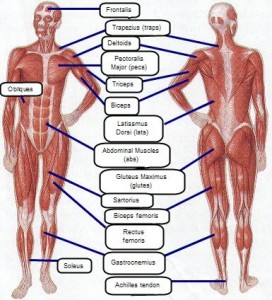 Frontalis
Trapezius (traps)
Deltoids
Pectoralis
Major (pecs)
Triceps
Obliques
Biceps
Latissmus
Dorsi (lats)
Abdominal Muscles
(abs)
Gluteus Maximus
(glutes)
Sartorius
Biceps femoris
Rectus
femoris
Soleus
Gastrocnemius
Achilles tendon